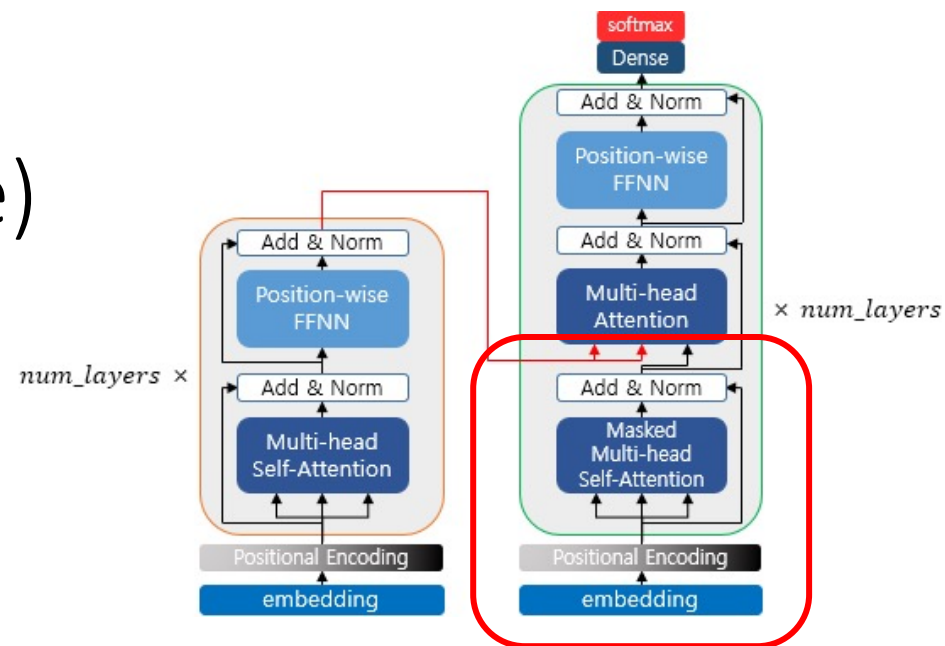 e)
num_layers ×
Add & Norm
Position-wise
FFNN
Add & Norm
Multi-head
Self-Attention
Positional Encoding
embedding
softmax
Dense
Add & Norm
Position-wise
FFNN
Add & Norm
Multi-head
Attention
× num_layers
Add & Norm
Masked
Multi-head
Self-Attention
Positional Encoding
embedding